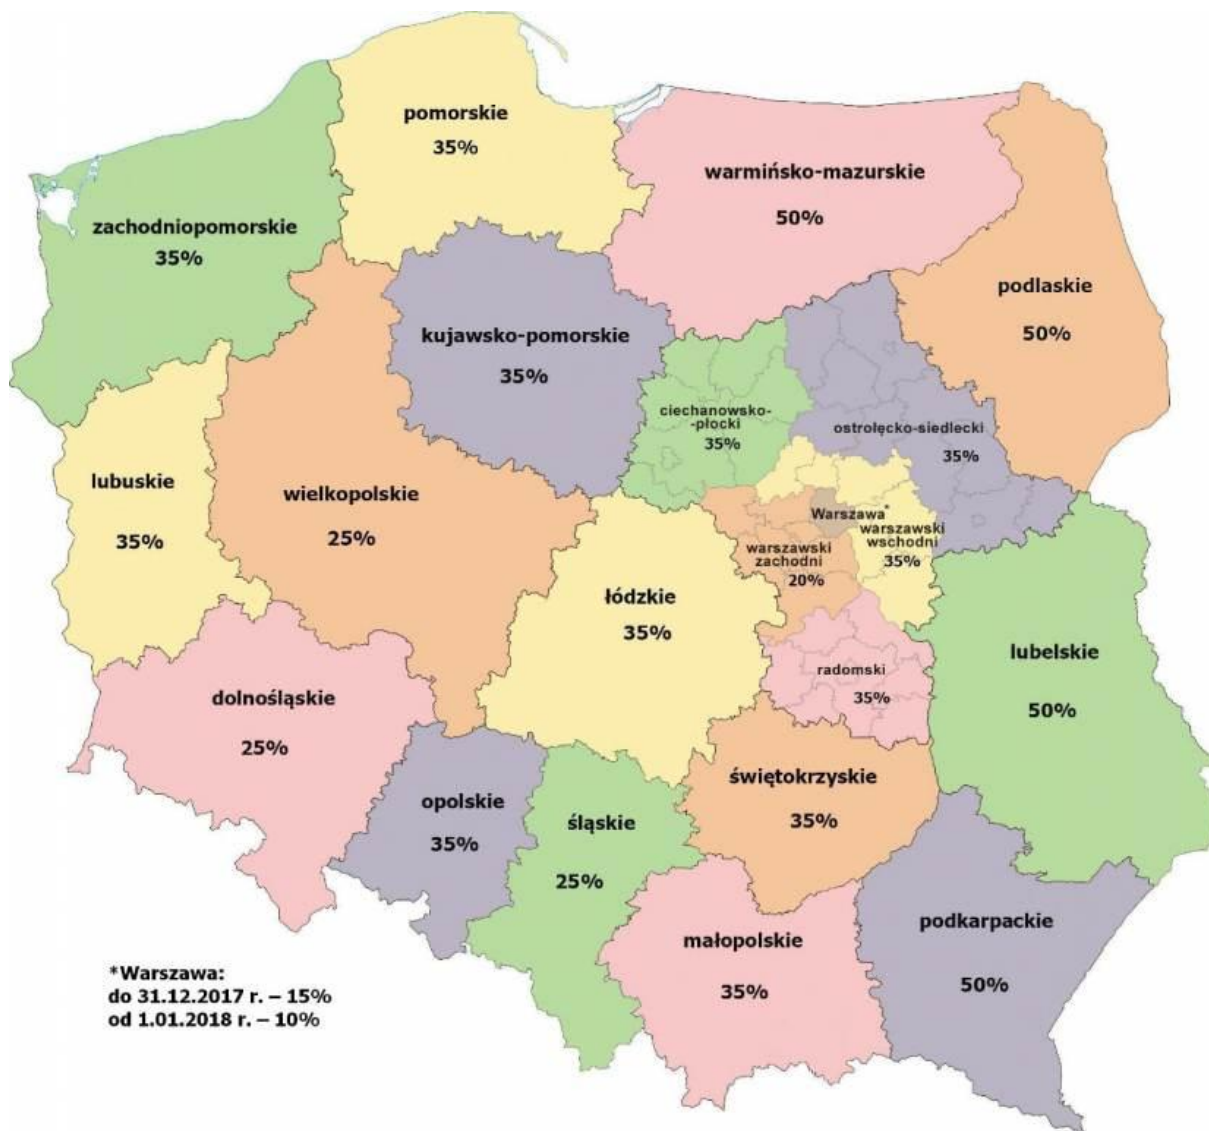 pomorskie
35%
warmińsko-mazurskie
50%
zachodniopomorskie
35%
podlaskie
50%
kujawsko-pomorskie
35%
ciechanowsko-
-płocki
35%
ostrołęcko-siedlecki
35%
lubuskie
35%
wielkopolskie
25%
Warszawa*
warszawski
wschodni
35%
warszawski
zachodni
20%
łódzkie
35%
radomski
35%
lubelskie
50%
dolnośląskie
25%
opolskie
35%
śląskie
25%
świętokrzyskie
35%
małopolskie
35%
podkarpackie
50%
*Warszawa:
do 31.12.2017 r. – 15%
od 1.01.2018 r. – 10%